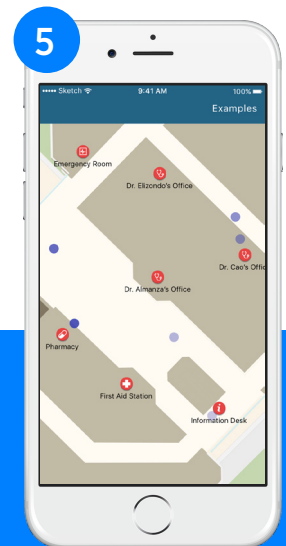 5
Sketch
9:41 AM
100%
Examples
Emergency Room
Dr. Elizondo's Office
Dr. Cao's Offic
Dr. Almanza's Office
Pharmacy
First Aid Station
Information Desk